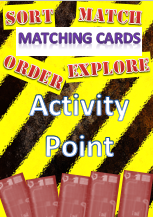 SORT MATCH
MATCHING CARDS
ORDER EXPLORE
Activity
Point